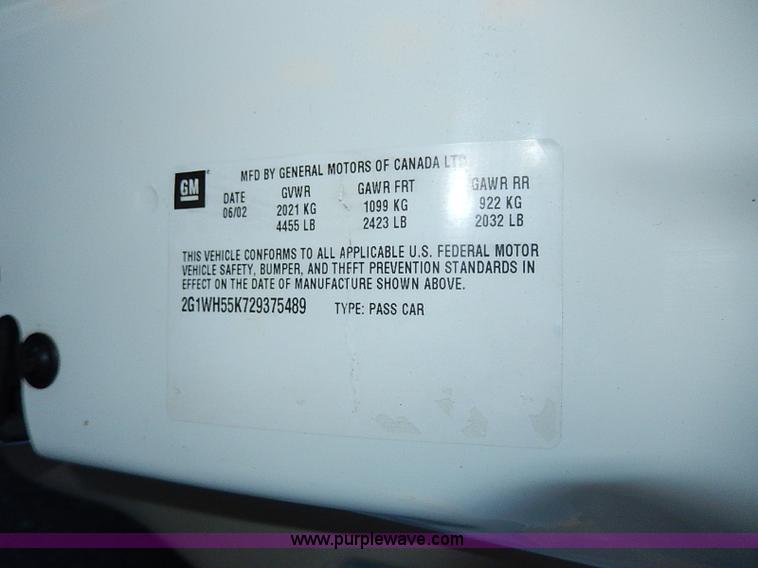 MFD BY GENERAL MOTORS OF CANADA LTD.
GM
DATE GVWR GAWR FRT GAWR RR
06/02 2021 KG 1099 KG 922 KG
4455 LB 2423 LB 2032 LB
THIS VEHICLE CONFORMS TO ALL APPLICABLE U.S. FEDERAL MOTOR
VEHICLE SAFETY, BUMPER, AND THEFT PREVENTION STANDARDS IN
EFFECT ON THE DATE OF MANUFACTURE SHOWN ABOVE.
2G1WH55K729375489 TYPE: PASS CAR
www.purplewave.com